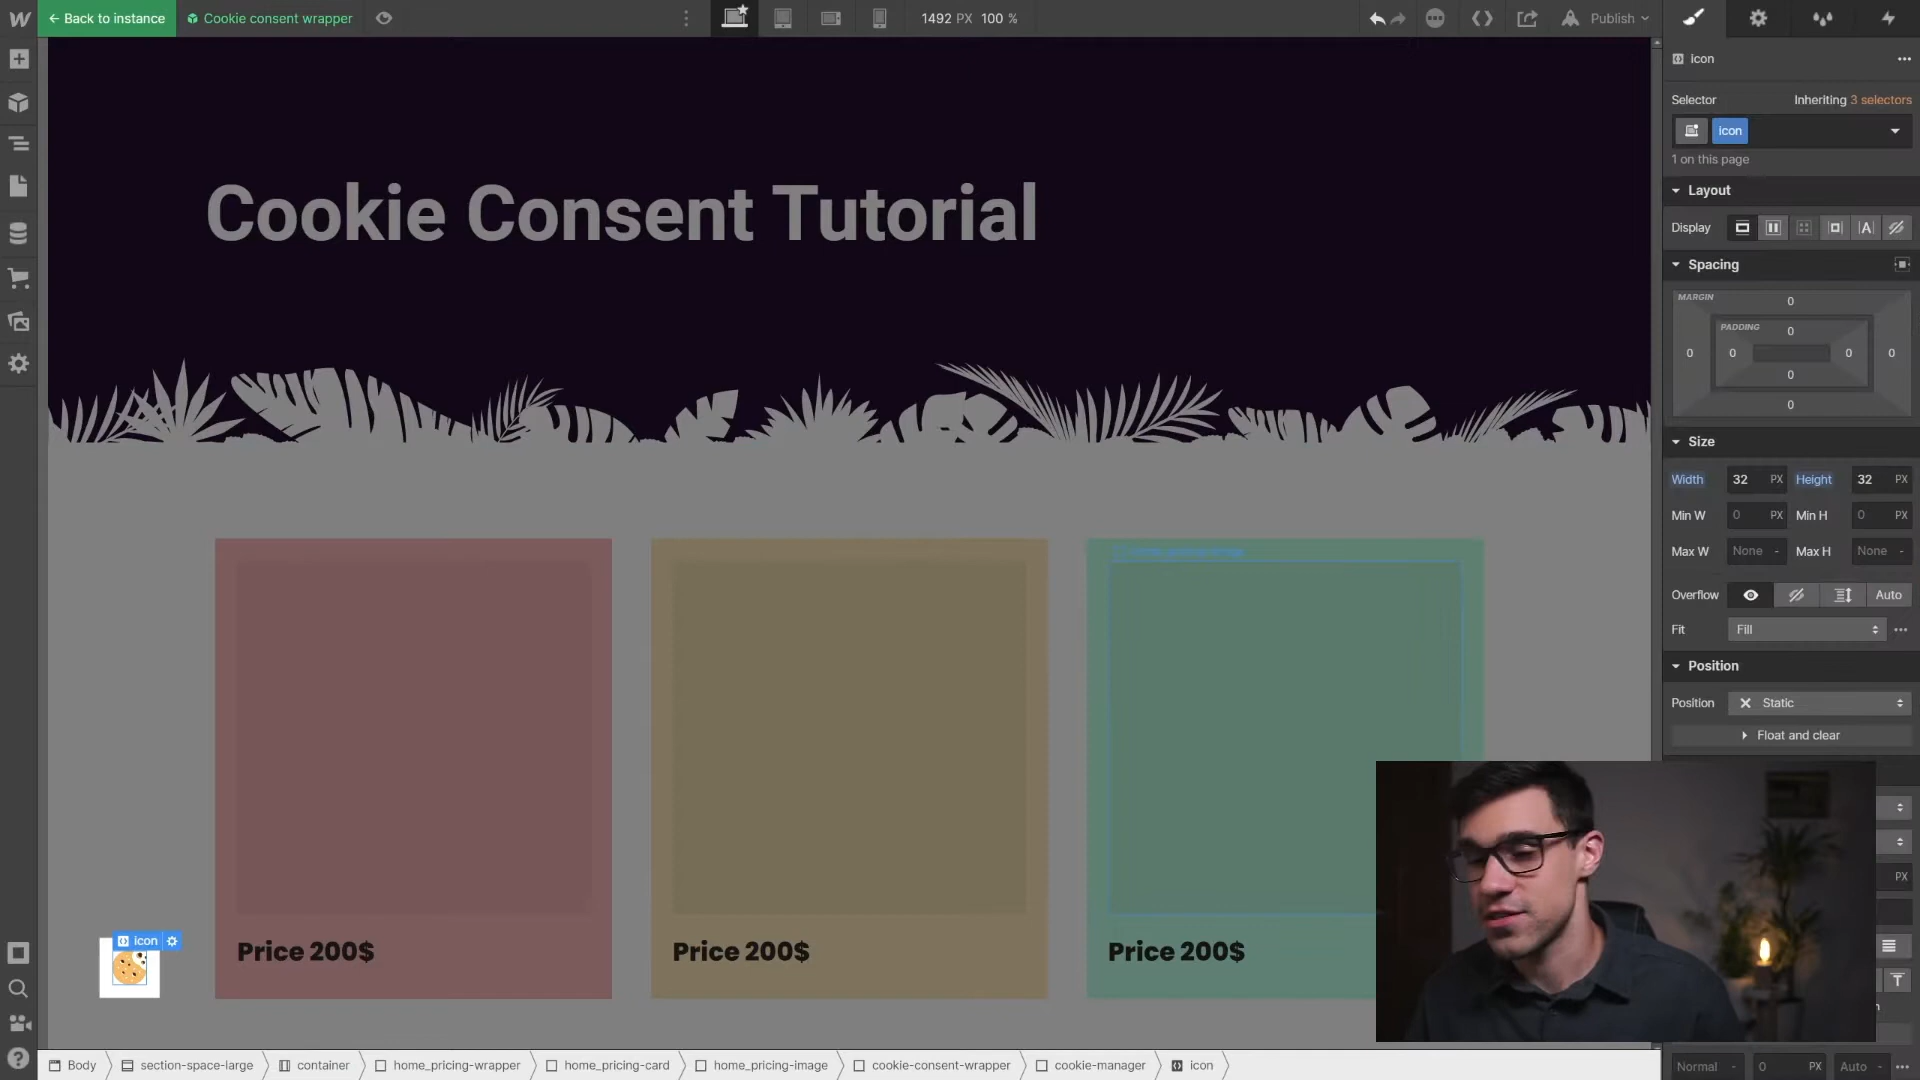 Back to instance
Cookie consent wrapper
1492 PX 100 %
Publish
icon
Selector
Inheriting 3 selectors
icon
1 on this page
Layout
Display
Spacing
MARGIN
0
PADDING
0
0
0
0
0
0
0
Size
Width
32 PX
Height
32 PX
Min W
0 PX
Min H
0 PX
Max W
None -
Max H
None -
Overflow
Auto
Fit
Fill
Position
Position
Static
Float and clear
PX
Normal -
0 PX
Auto -
Cookie Consent Tutorial
Price 200$
Price 200$
Price 200$
icon
Body
section-space-large
container
home_pricing-wrapper
home_pricing-card
home_pricing-image
cookie-consent-wrapper
cookie-manager
icon